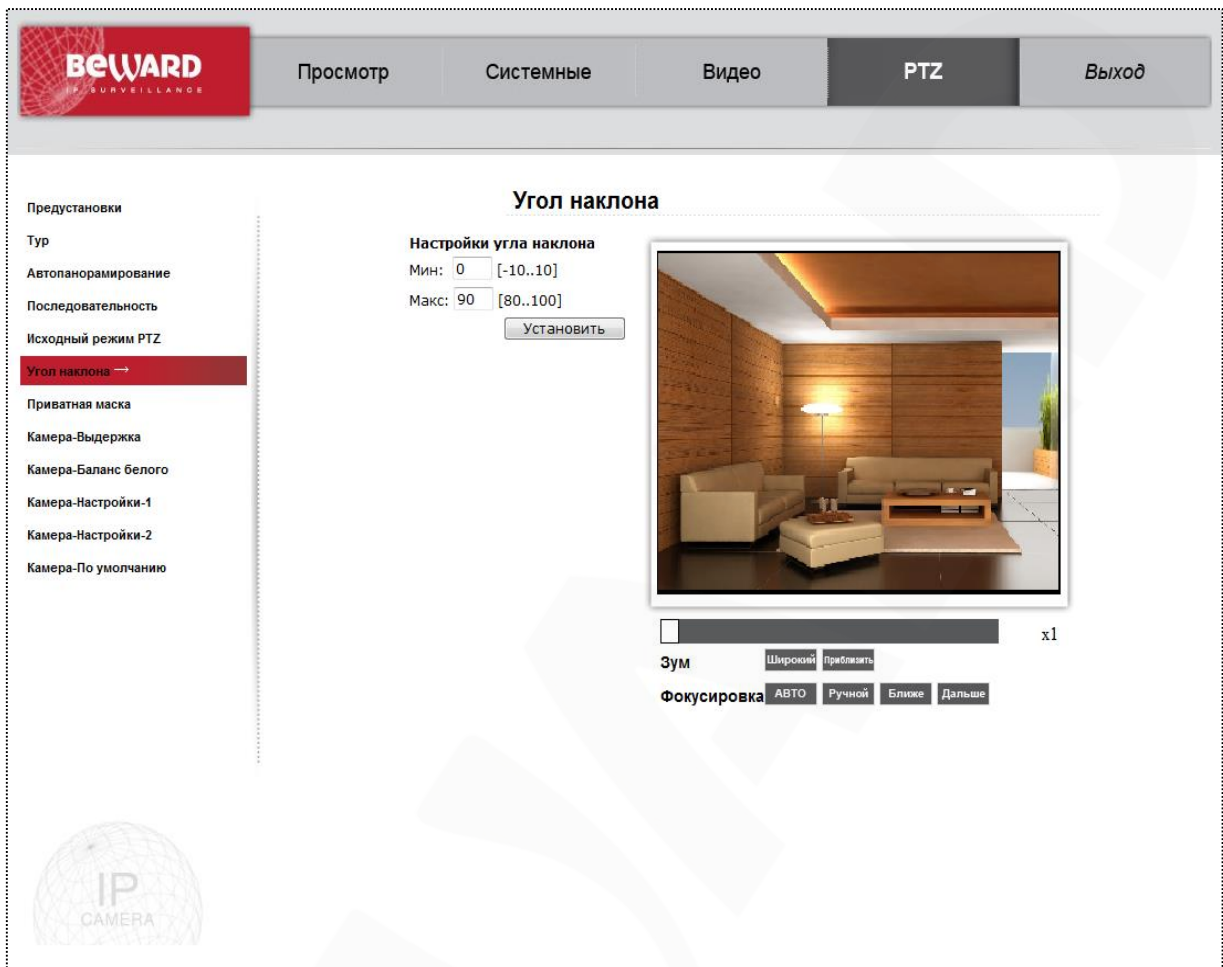 BEWARD
IP SURVEILLANCE
Просмотр
Системные
Видео
PTZ
Выход
Предустановки
Тур
Автопанорамирование
Последовательность
Исходный режим PTZ
Угол наклона →
Приватная маска
Камера-Выдержка
Камера-Баланс белого
Камера-Настройки-1
Камера-Настройки-2
Камера-По умолчанию
Угол наклона
Настройки угла наклона
Мин: 0 [-10..10]
Макс: 90 [80..100]
Установить
x1
Зум Широкий Приблизить
Фокусировка АВТО Ручной Ближе Дальше
IP
CAMERA